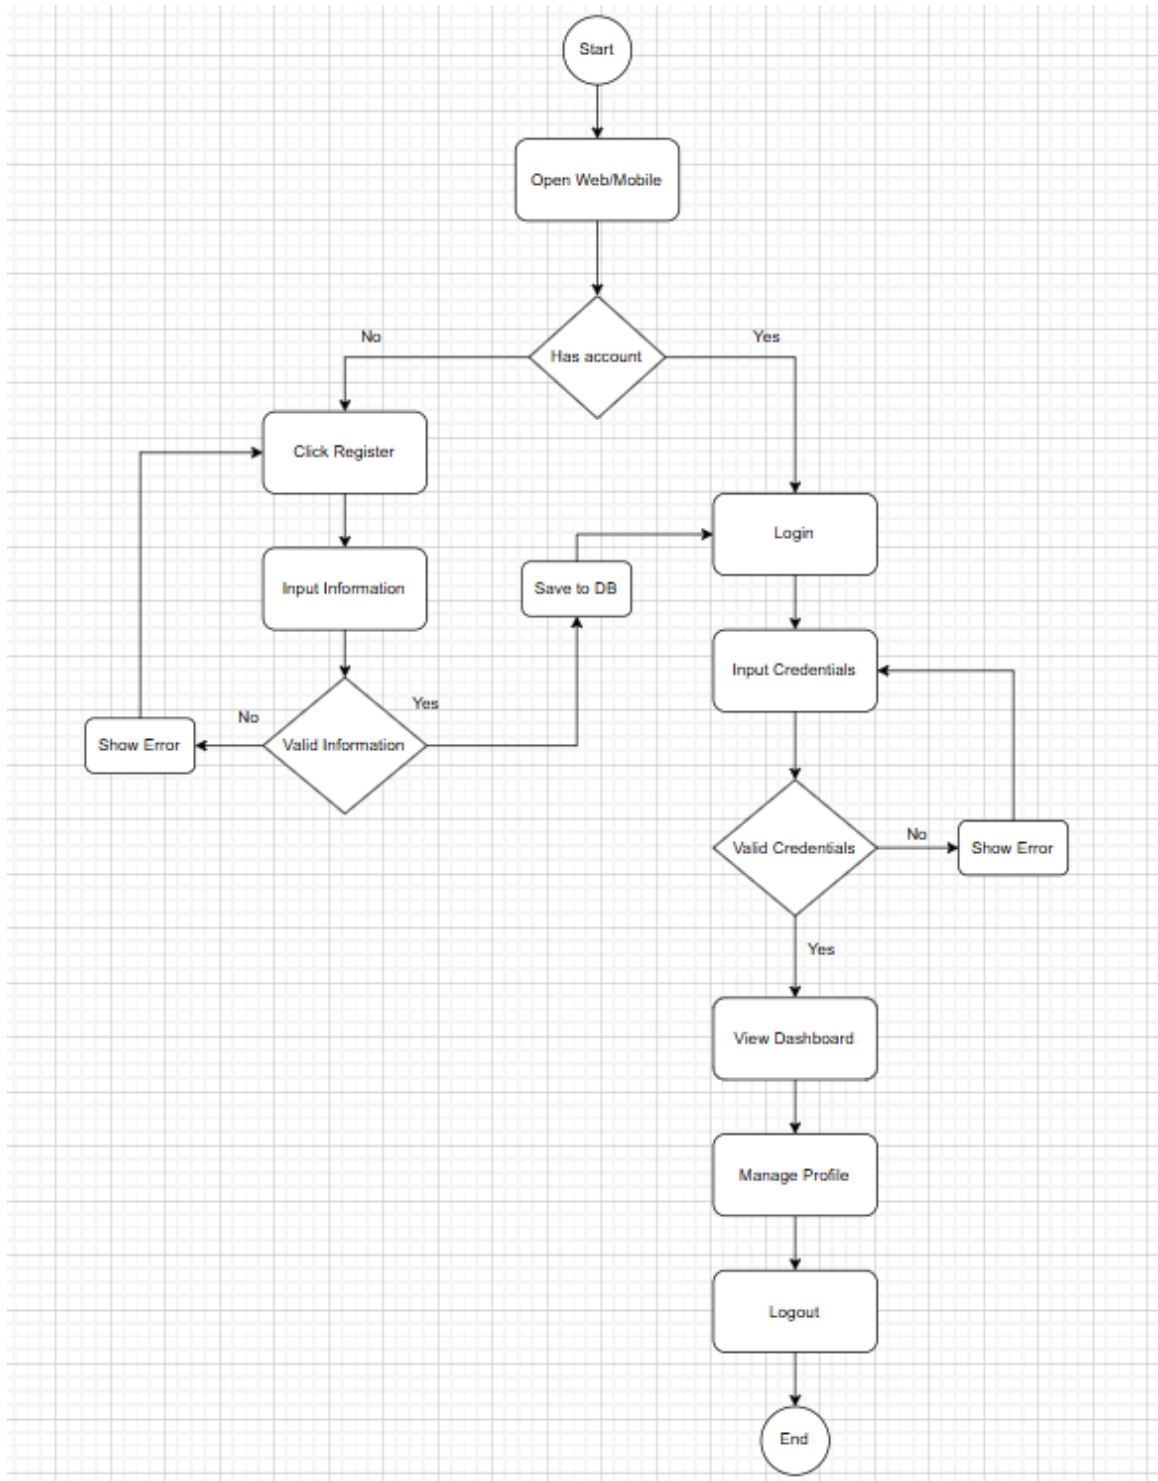 Start
Open Web/Mobile
No
Yes
Has account
Click Register
Login
Input Information
Save to DB
Input Credentials
Yes
No
Show Error
Valid Information
No
Valid Credentials
Show Error
Yes
View Dashboard
Manage Profile
Logout
End